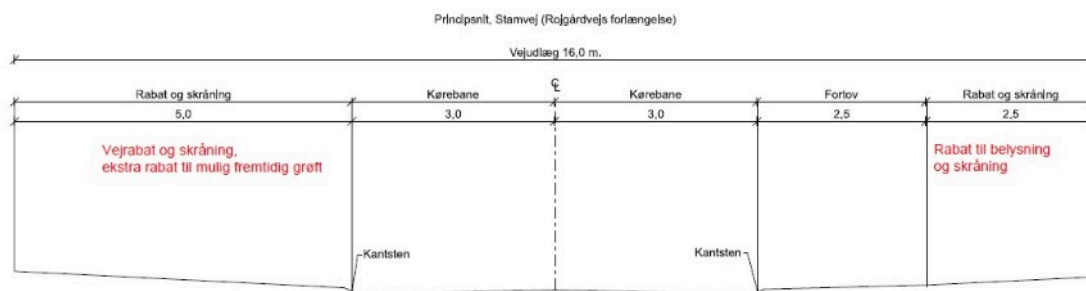 Principsnit, Stamvej (Rojgårdvejs forlængelse)
Vejudlæg 16,0 m.
℄
Rabat og skråning Kørebane Kørebane Fortov Rabat og skråning
5,0 3,0 3,0 2,5 2,5
Vejrabat og skråning,
ekstra rabat til mulig fremtidig grøft
Rabat til belysning
og skråning
Kantsten Kantsten